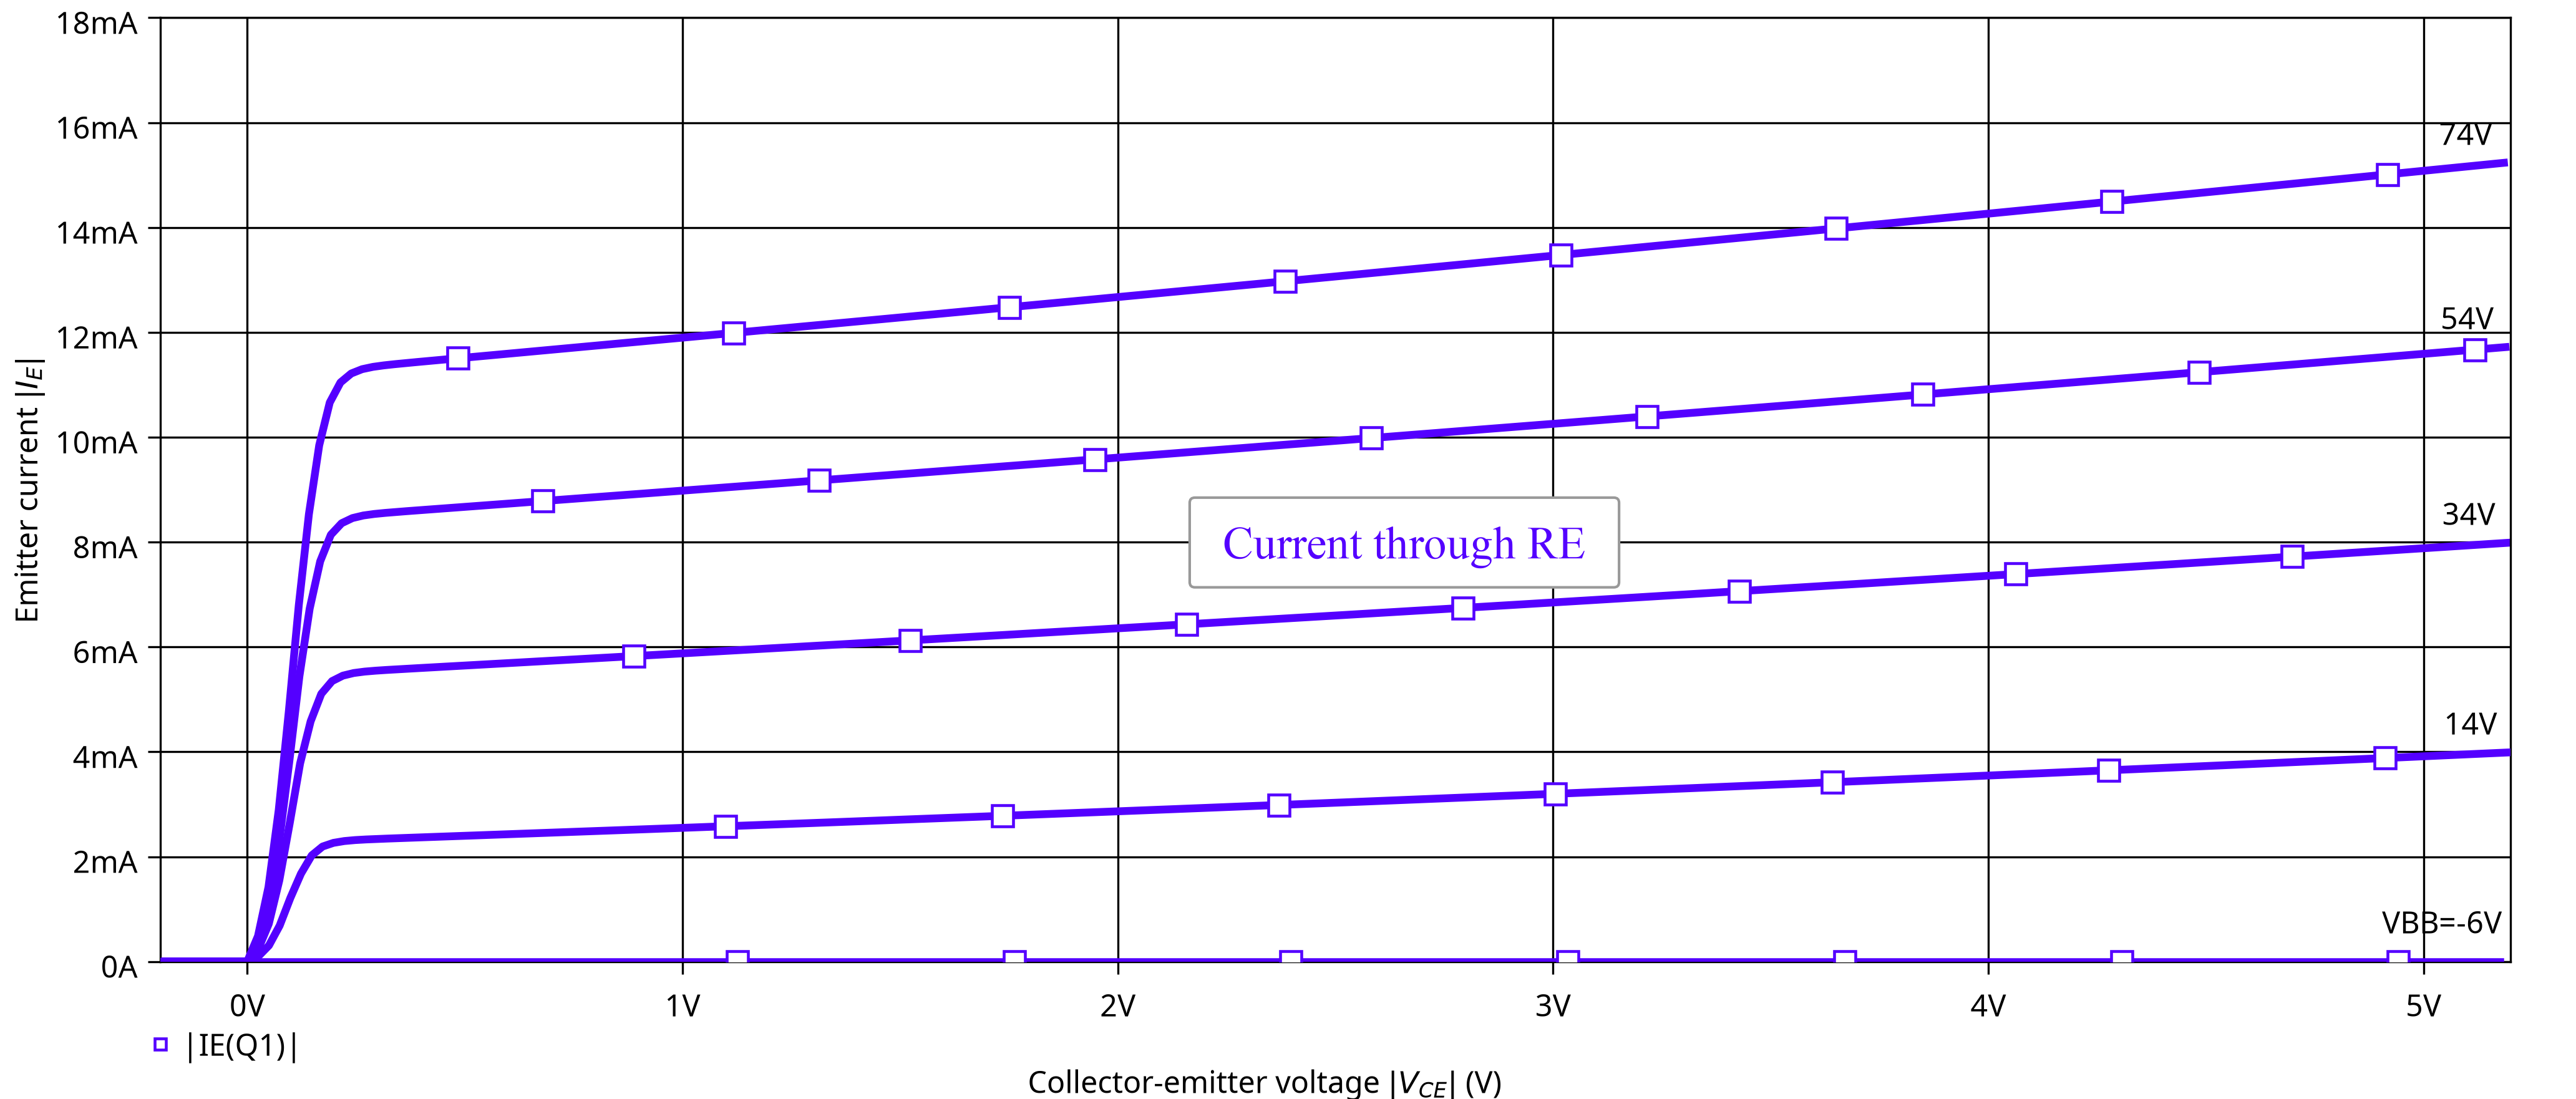 18mA
16mA
14mA
12mA
10mA
8mA
6mA
4mA
2mA
0A
Emitter current |IE|
74V
54V
34V
14V
VBB=-6V
Current through RE
0V 1V 2V 3V 4V 5V
|IE(Q1)|
Collector-emitter voltage |VCE| (V)